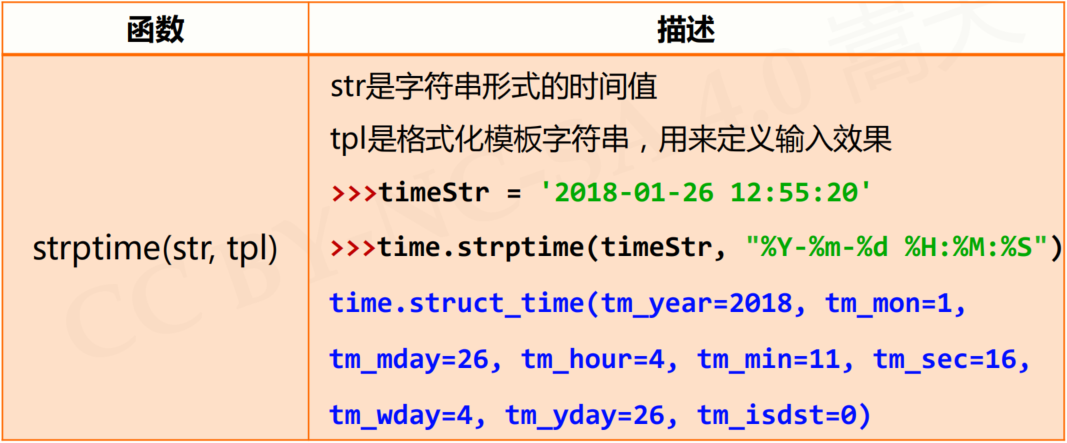 函数
描述
strptime(str, tpl)
str是字符串形式的时间值
tpl是格式化模板字符串，用来定义输入效果
>>>timeStr = '2018-01-26 12:55:20'
>>>time.strptime(timeStr, "%Y-%m-%d %H:%M:%S")
time.struct_time(tm_year=2018, tm_mon=1,
tm_mday=26, tm_hour=4, tm_min=11, tm_sec=16,
tm_wday=4, tm_yday=26, tm_isdst=0)
CC BY-NC-SA 4.0 嵩天